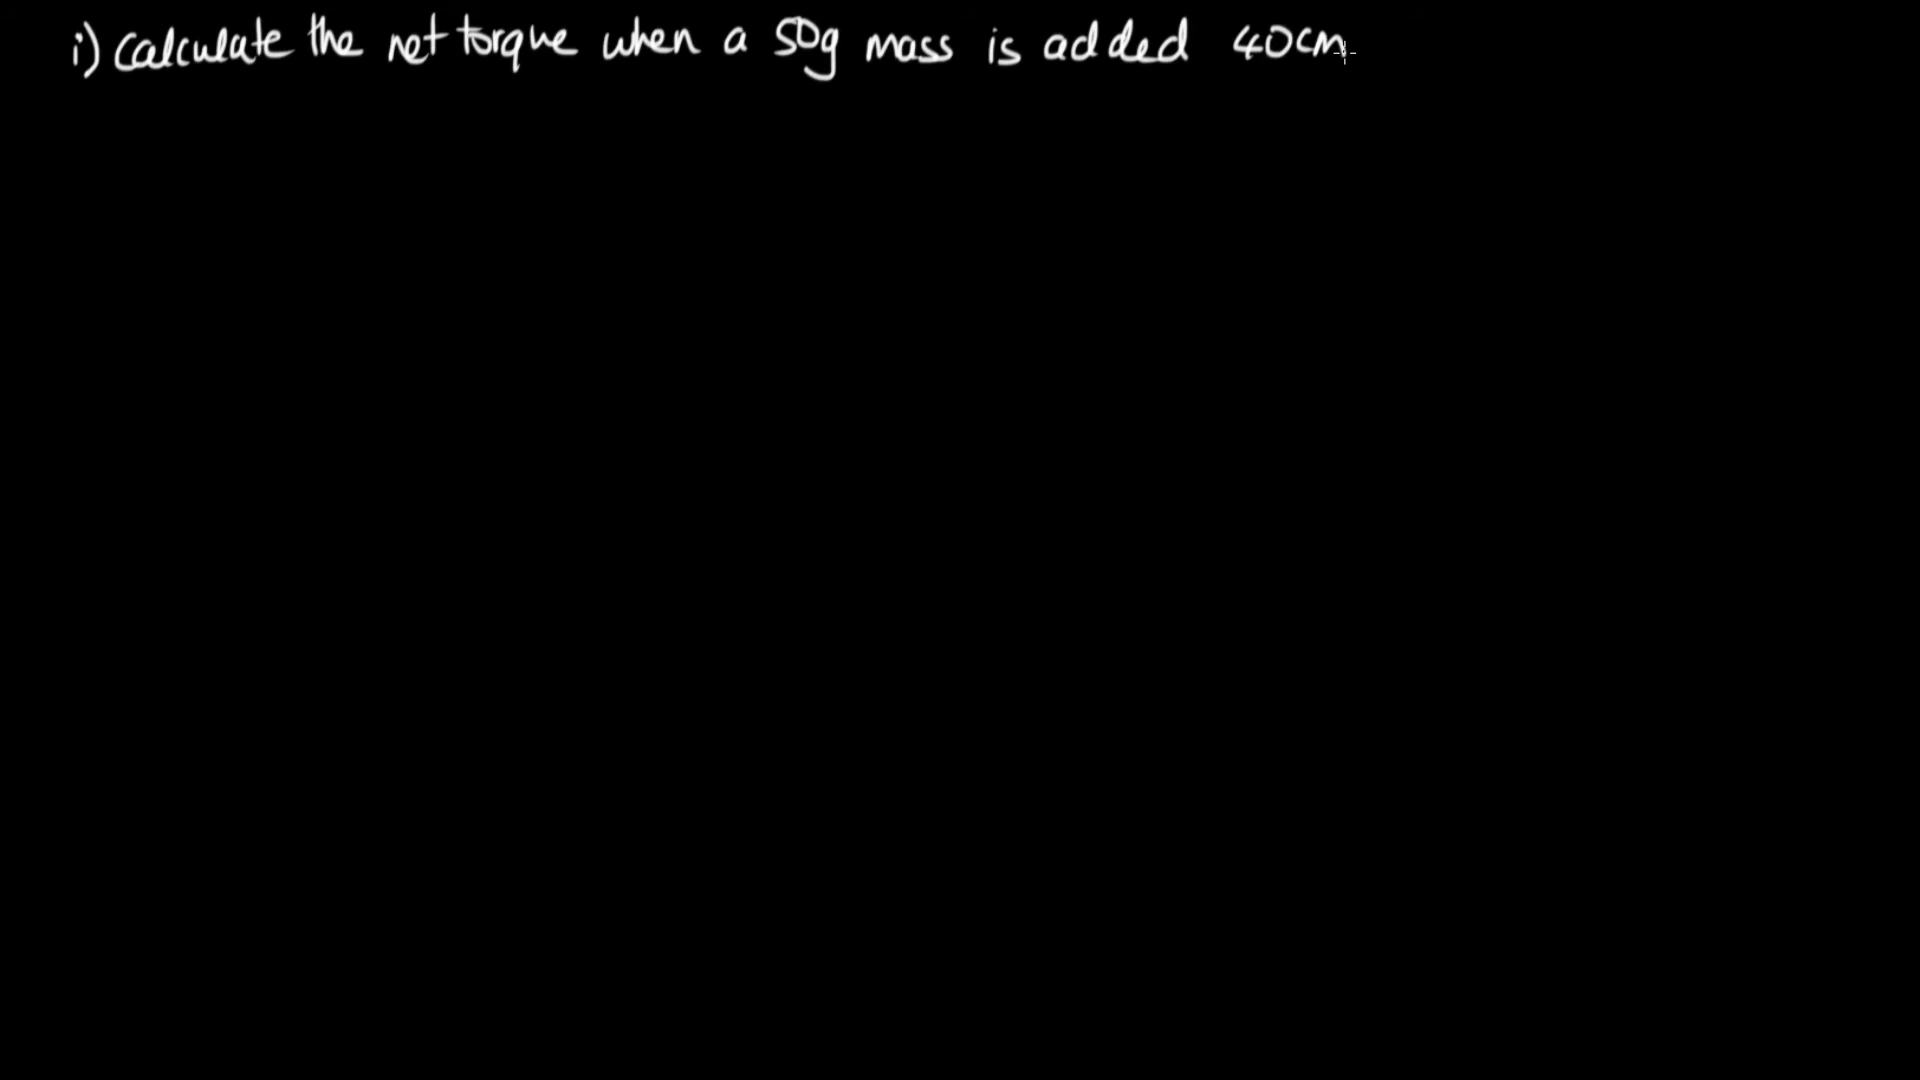 i) Calculate the net torque when a 50g mass is added 40cm